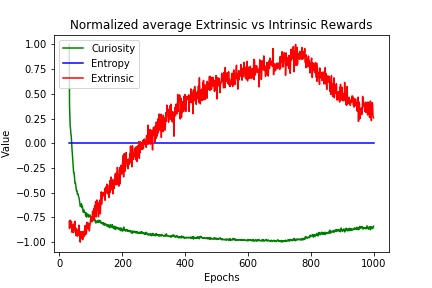 Normalized average Extrinsic vs Intrinsic Rewards
1.00
0.75
0.50
0.25
0.00
−0.25
−0.50
−0.75
−1.00
Value
Curiosity
Entropy
Extrinsic
0 200 400 600 800 1000
Epochs